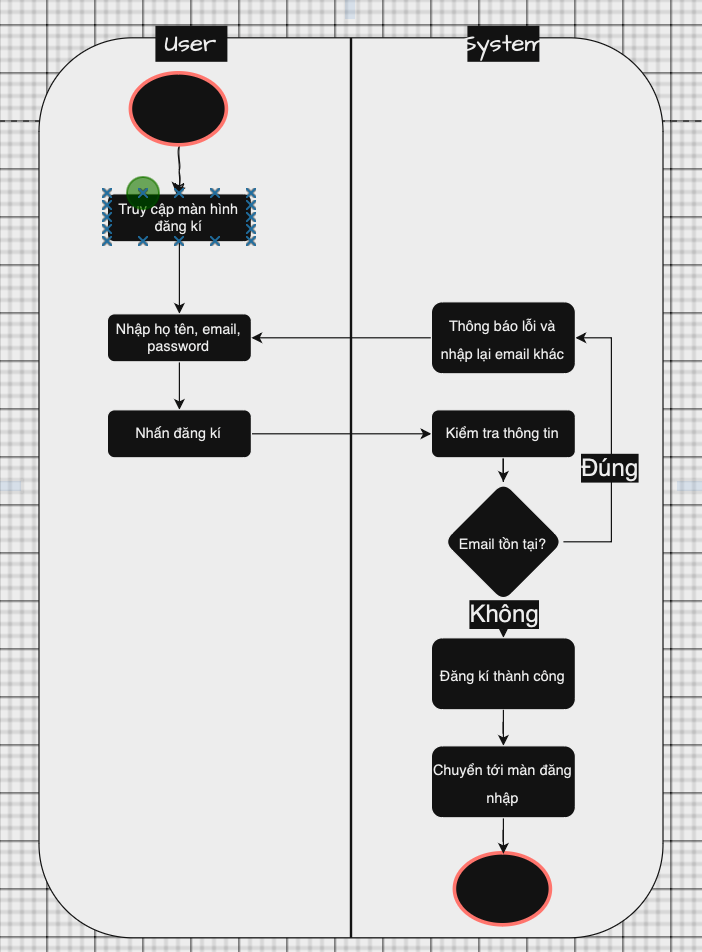 User
System
Truy cập màn hình
đăng kí
Nhập họ tên, email,
password
Thông báo lỗi và
nhập lại email khác
Nhấn đăng kí
Kiểm tra thông tin
Đúng
Email tồn tại?
Không
Đăng kí thành công
Chuyển tới màn đăng
nhập